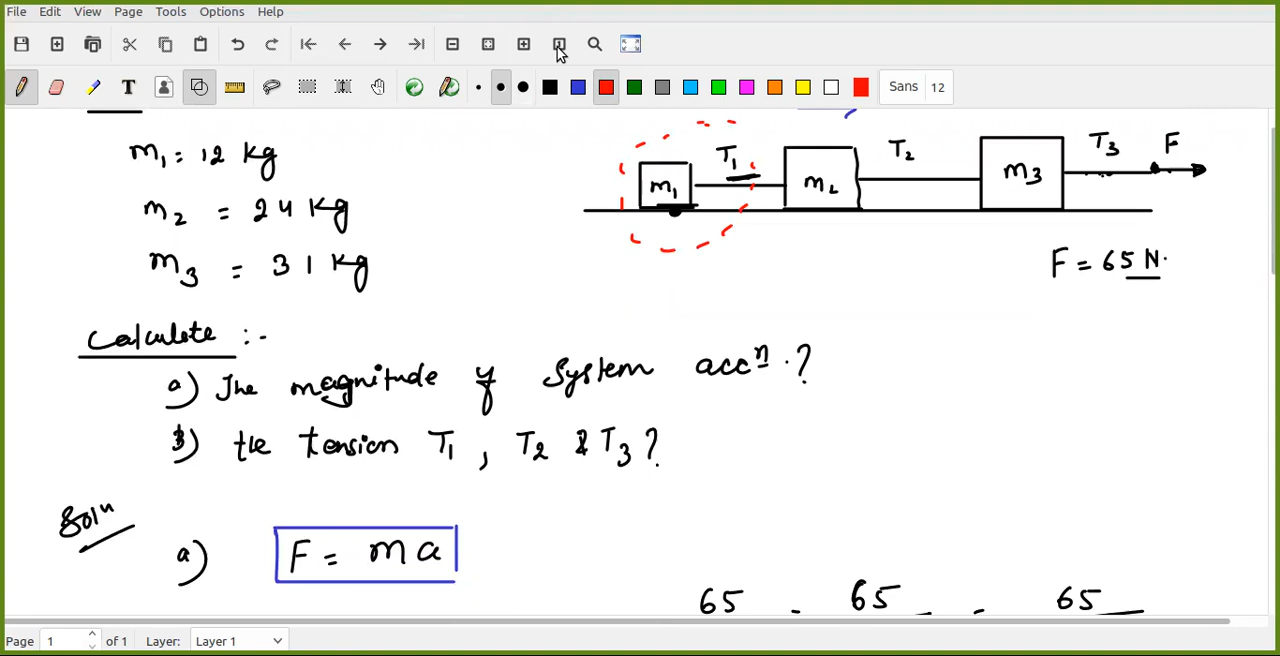 File Edit View Page Tools Options Help
T Sans 12
m1 = 12 Kg
m2 = 24 Kg
m3 = 31 Kg
m1 T1 m2 T2 m3 T3 F
F = 65 N.
Calculate :-
a) The magnitude of System accⁿ.?
b) the tension T1, T2 & T3?
Solⁿ
a) F = ma
65 = 65 = 65
Page 1 of 1 Layer: Layer 1